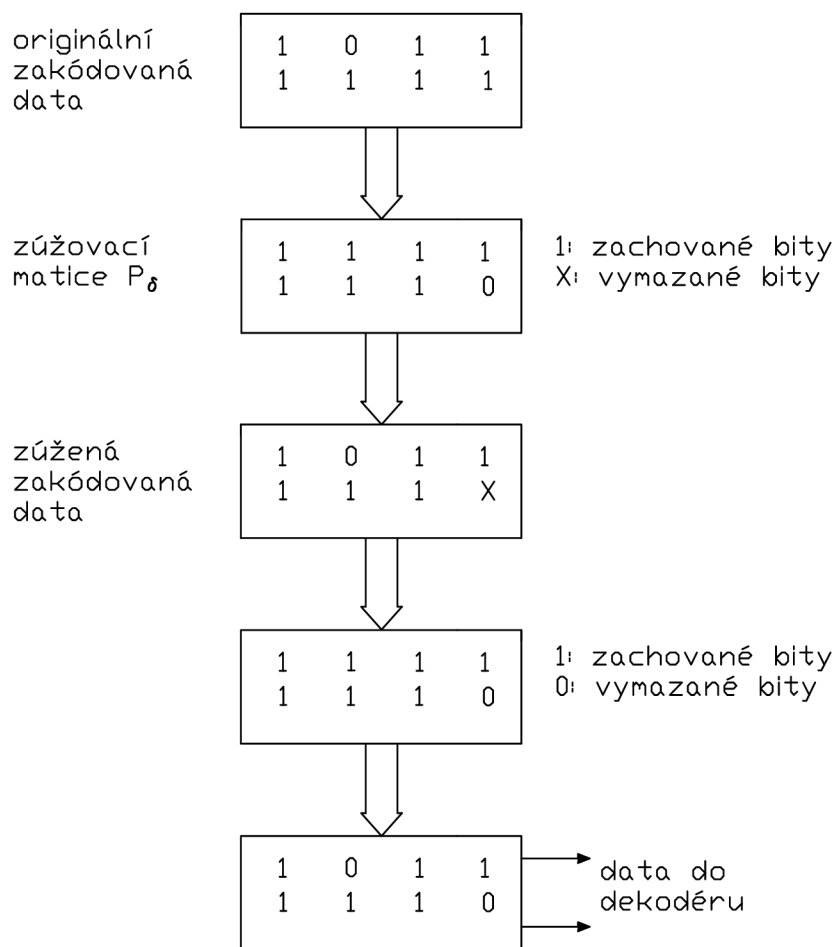 originální
zakódovaná
data
1 0 1 1
1 1 1 1
zúžovací
matice Pδ
1 1 1 1
1 1 1 0
1: zachované bity
X: vymazané bity
zúžená
zakódovaná
data
1 0 1 1
1 1 1 X
1 1 1 1
1 1 1 0
1: zachované bity
0: vymazané bity
1 0 1 1
1 1 1 0
data do
dekodéru